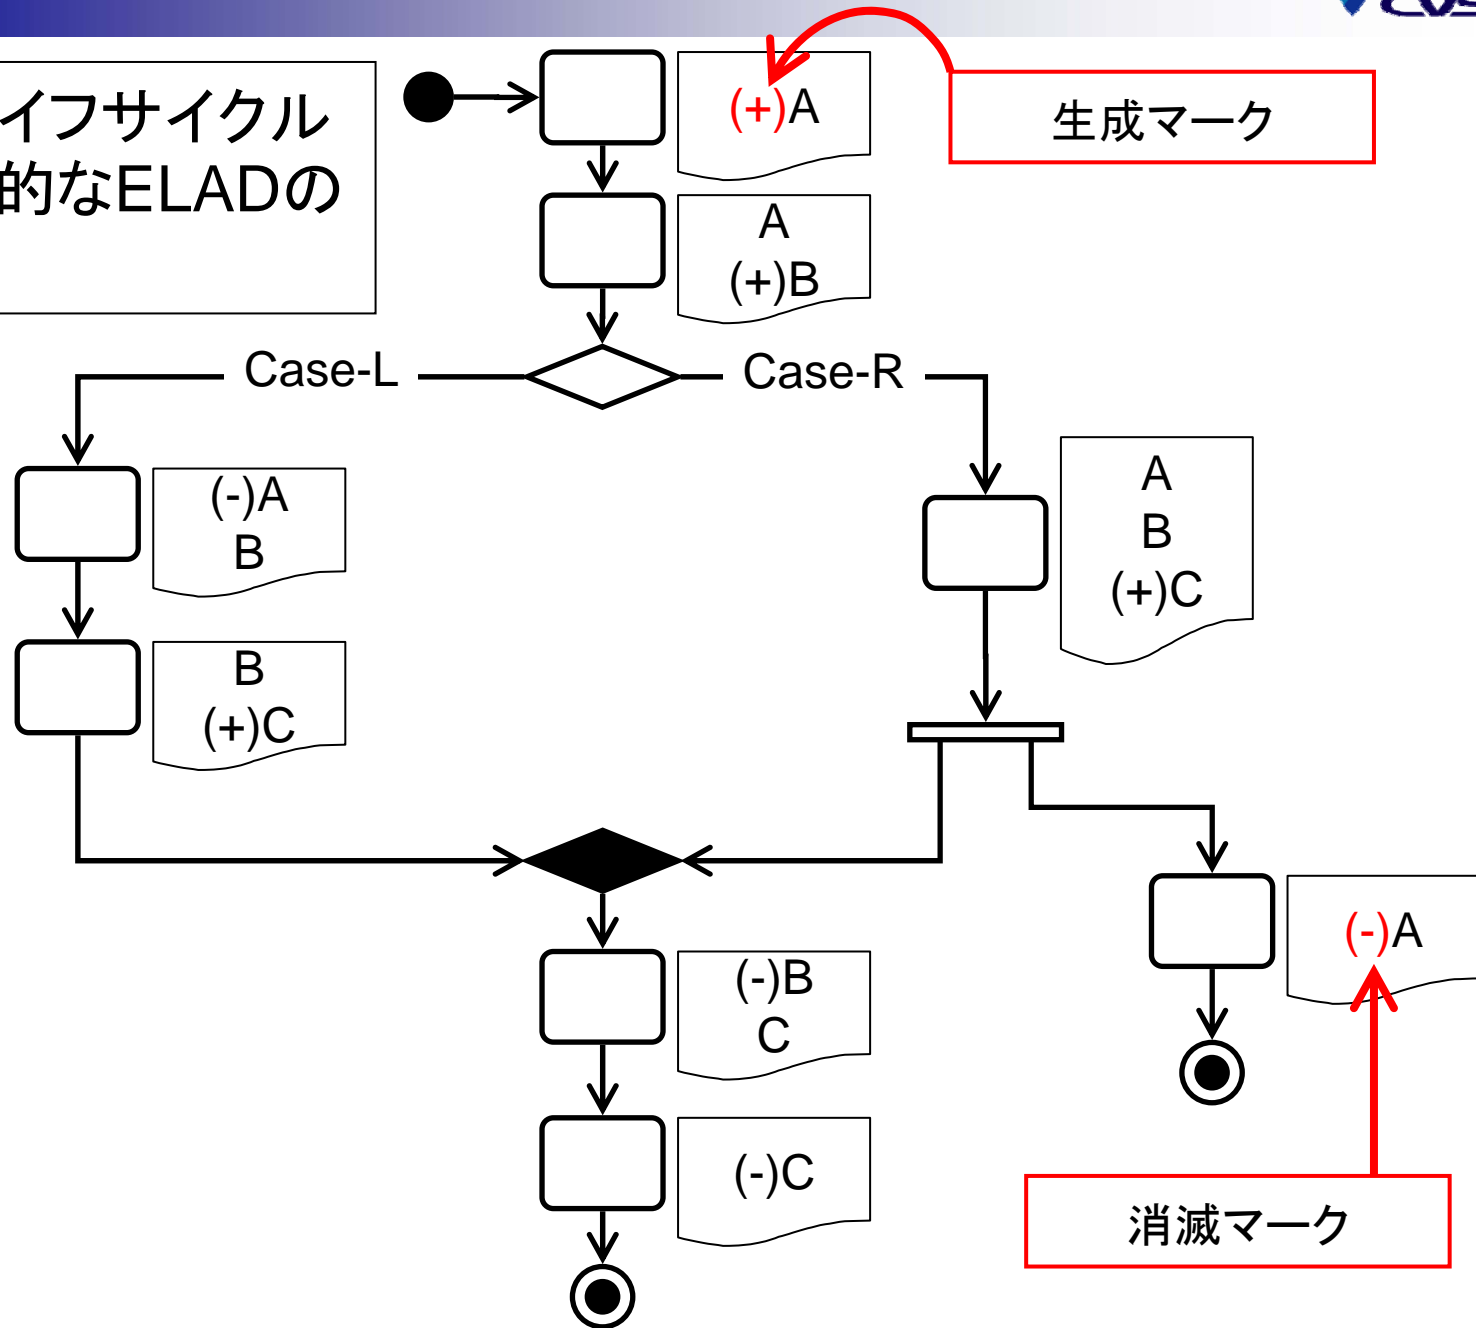 イフサイクル
的なELADの
(+)A
生成マーク
A
(+)B
Case-L
Case-R
(-)A
B
A
B
(+)C
B
(+)C
(-)A
(-)B
C
(-)C
消滅マーク